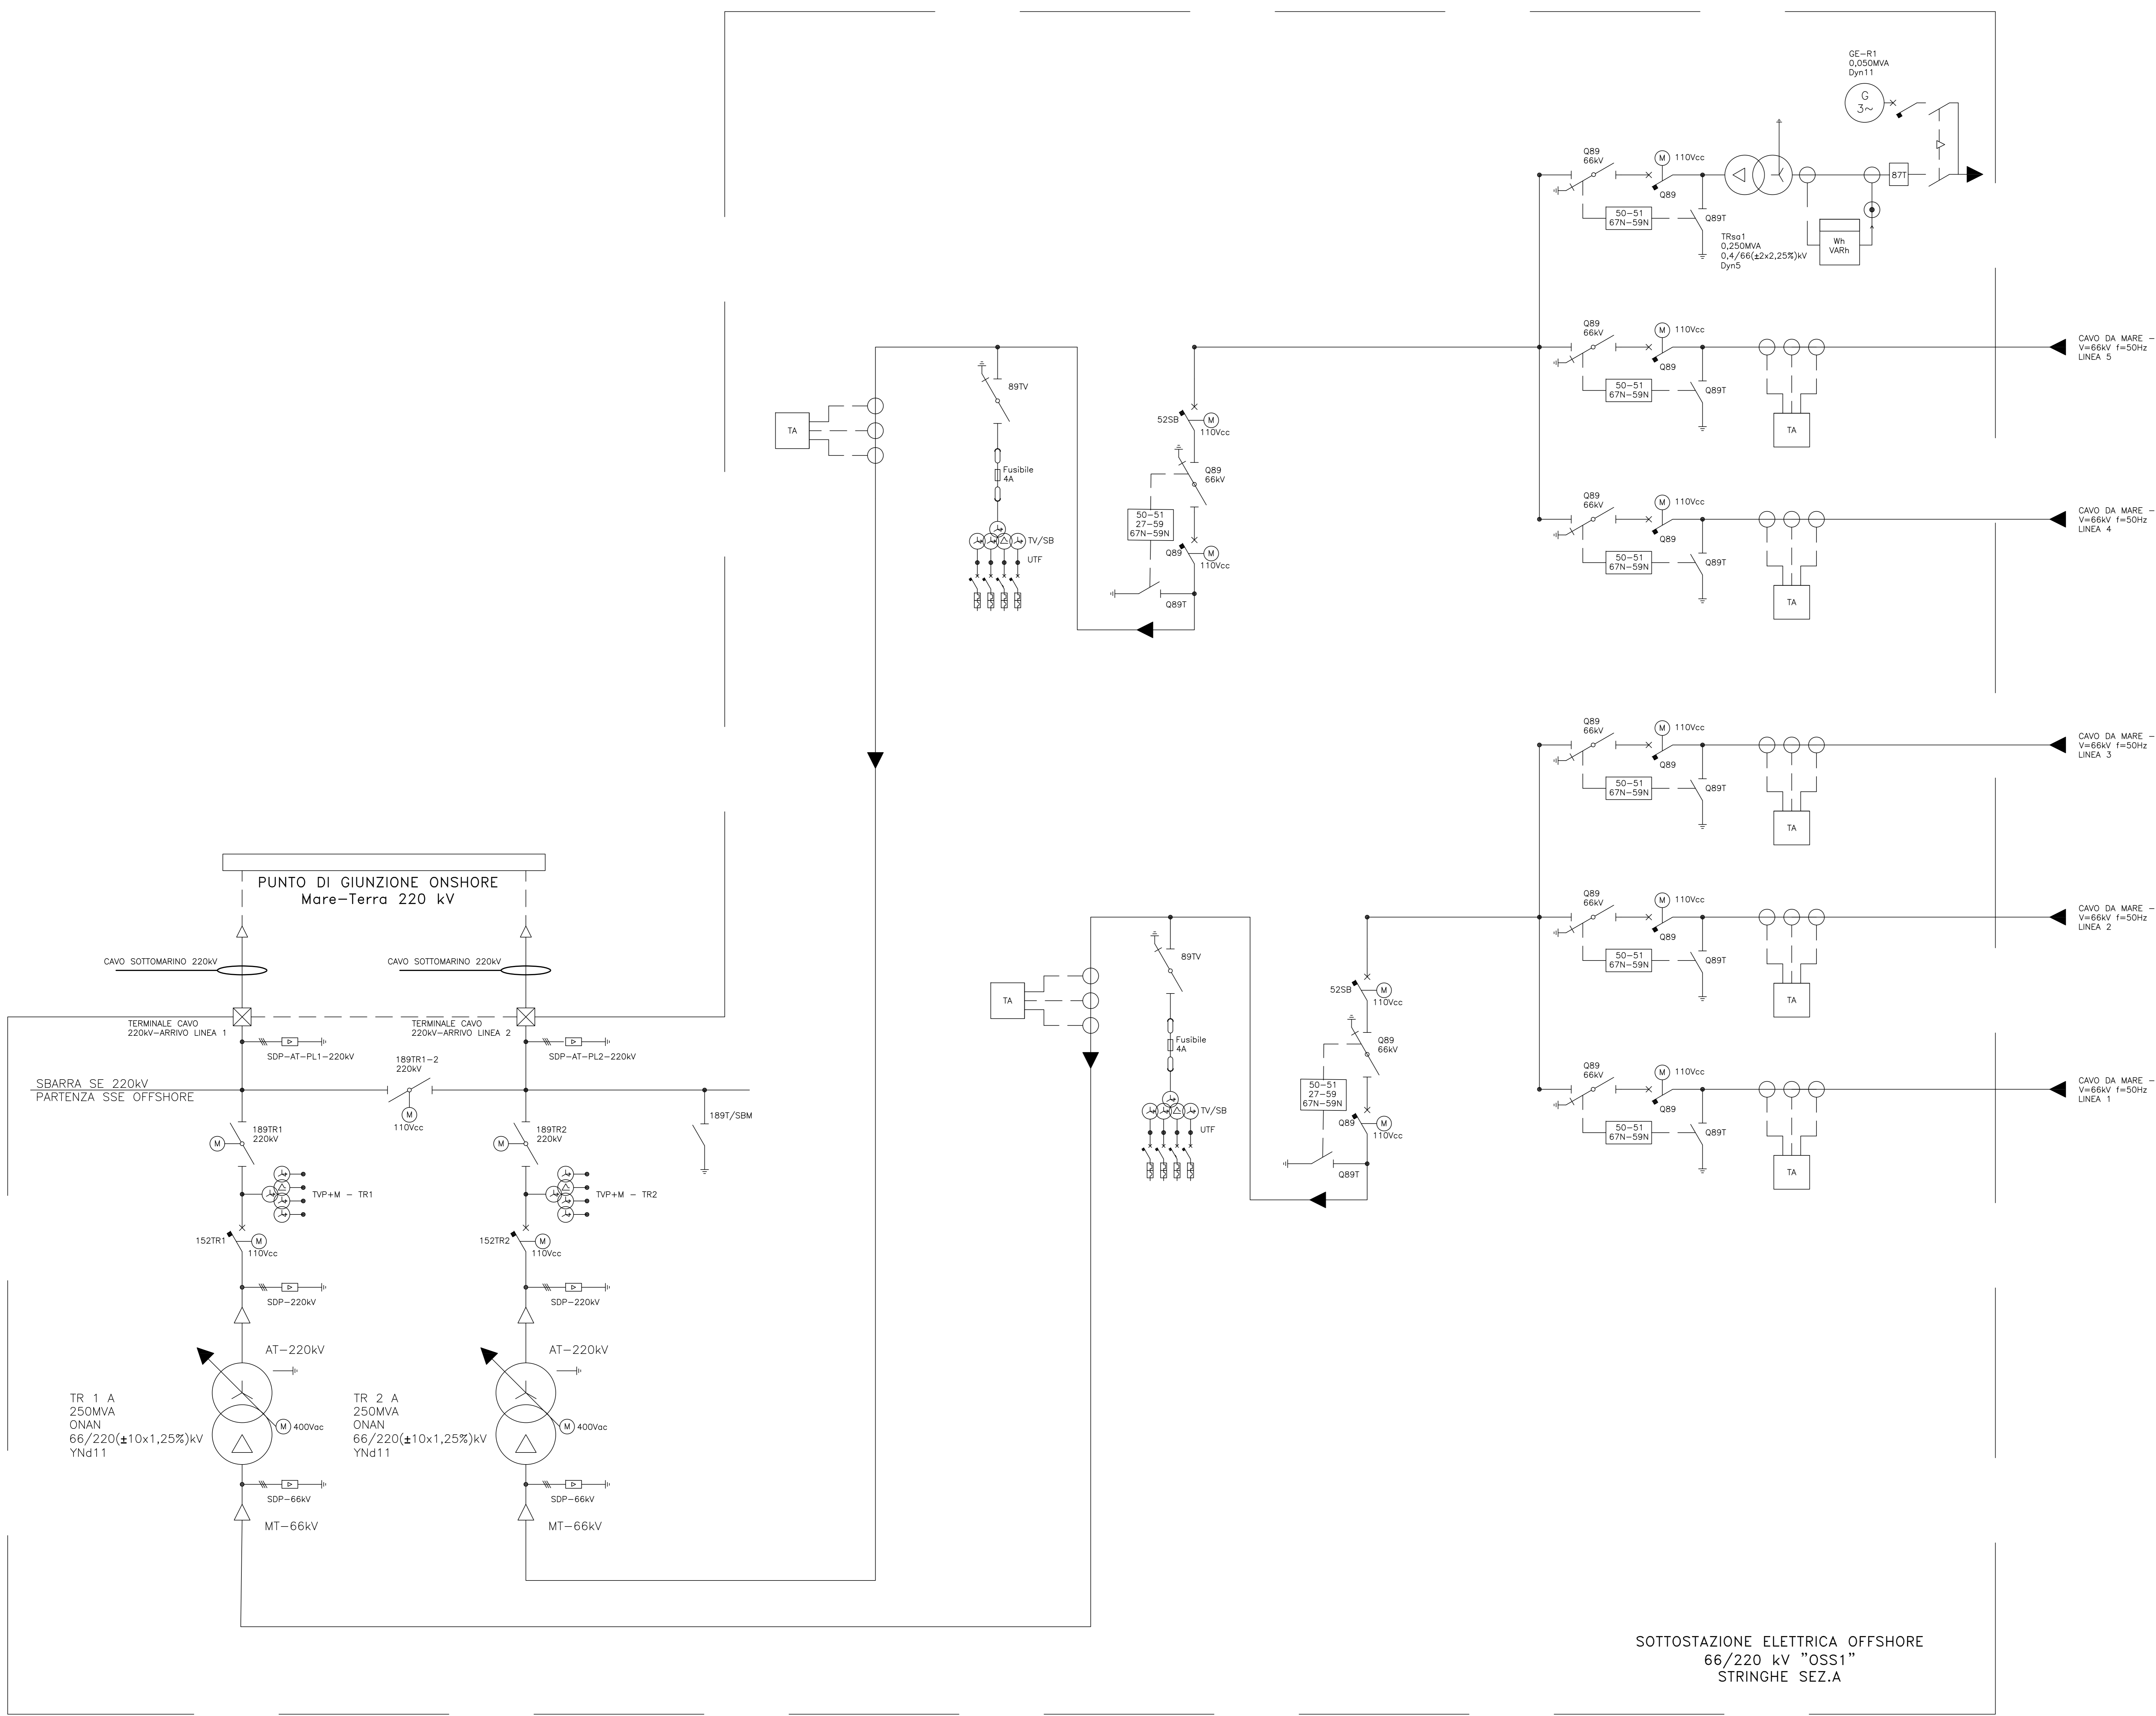 GE-R1
0,050MVA
Dyn11
G
3~
Q89
66kV
M
110Vcc
Q89
50-51
67N-59N
Q89T
87T
Wh
VARh
TRsa1
0,250MVA
0,4/66(±2x2,25%)kV
Dyn5
Q89
66kV
M
110Vcc
Q89
50-51
67N-59N
Q89T
TA
CAVO DA MARE -
V=66kV f=50Hz
LINEA 5
Q89
66kV
M
110Vcc
Q89
50-51
67N-59N
Q89T
TA
CAVO DA MARE -
V=66kV f=50Hz
LINEA 4
TA
89TV
Fusibile
4A
TV/SB
UTF
52SB
M
110Vcc
Q89
66kV
50-51
27-59
67N-59N
Q89
M
110Vcc
Q89T
Q89
66kV
M
110Vcc
Q89
50-51
67N-59N
Q89T
TA
CAVO DA MARE -
V=66kV f=50Hz
LINEA 3
Q89
66kV
M
110Vcc
Q89
50-51
67N-59N
Q89T
TA
CAVO DA MARE -
V=66kV f=50Hz
LINEA 2
Q89
66kV
M
110Vcc
Q89
50-51
67N-59N
Q89T
TA
CAVO DA MARE -
V=66kV f=50Hz
LINEA 1
TA
89TV
Fusibile
4A
TV/SB
UTF
52SB
M
110Vcc
Q89
66kV
50-51
27-59
67N-59N
Q89
M
110Vcc
Q89T
PUNTO DI GIUNZIONE ONSHORE
Mare-Terra 220 kV
CAVO SOTTOMARINO 220kV
CAVO SOTTOMARINO 220kV
TERMINALE CAVO
220kV-ARRIVO LINEA 1
TERMINALE CAVO
220kV-ARRIVO LINEA 2
SDP-AT-PL1-220kV
SDP-AT-PL2-220kV
189TR1-2
220kV
M
110Vcc
SBARRA SE 220kV
PARTENZA SSE OFFSHORE
189T/SBM
189TR1
220kV
M
189TR2
220kV
M
TVP+M - TR1
TVP+M - TR2
152TR1
M
110Vcc
152TR2
M
110Vcc
SDP-220kV
SDP-220kV
AT-220kV
AT-220kV
TR 1 A
250MVA
ONAN
66/220(±10x1,25%)kV
YNd11
M
400Vac
TR 2 A
250MVA
ONAN
66/220(±10x1,25%)kV
YNd11
M
400Vac
SDP-66kV
SDP-66kV
MT-66kV
MT-66kV
SOTTOSTAZIONE ELETTRICA OFFSHORE
66/220 kV "OSS1"
STRINGHE SEZ.A